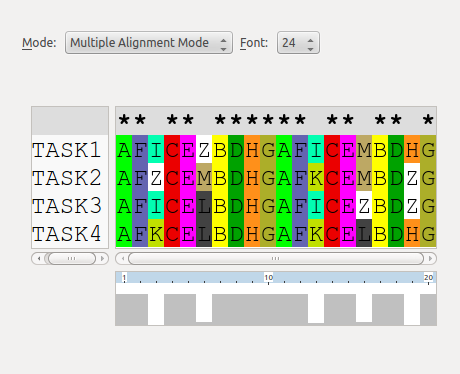 Mode: Multiple Alignment Mode Font: 24
** ** ****** ** ** *
TASK1 AFICEZBDHGAFICEMBDHG
TASK2 AFZCEMBDHGAFKCEMBDZG
TASK3 AFICELBDHGAFICEZBDZG
TASK4 AFKCELBDHGAFKCELBDHG
1 10 20